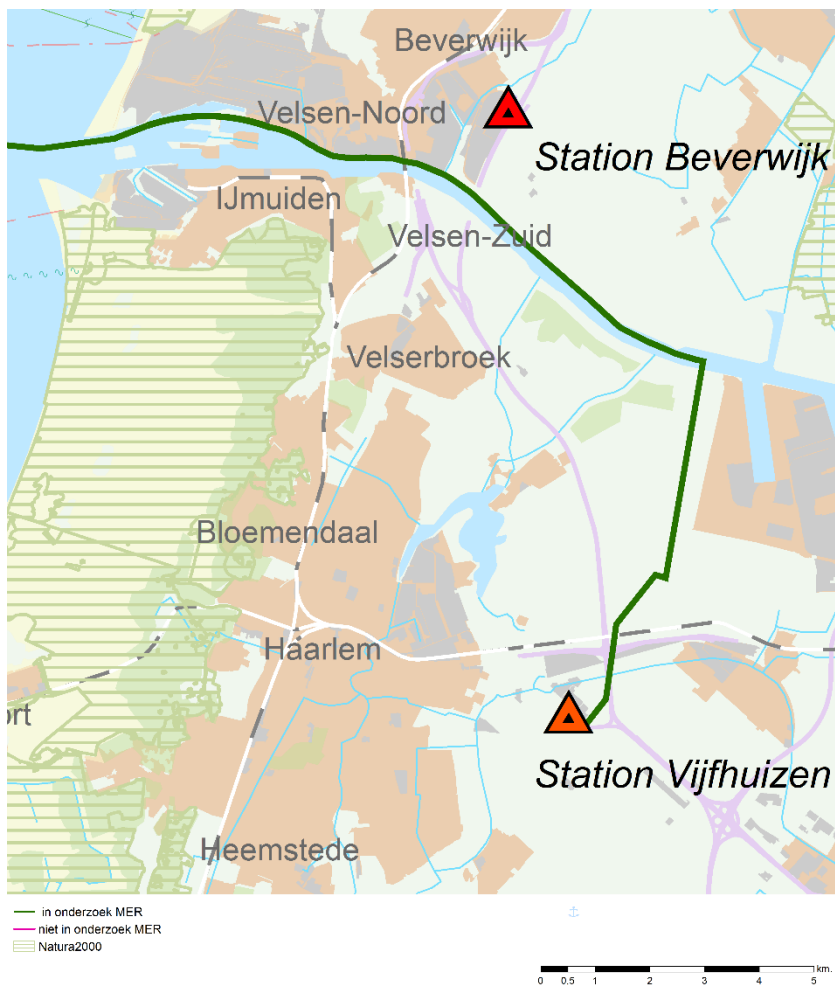 Beverwijk
Velsen-Noord
Station Beverwijk
IJmuiden
Velsen-Zuid
Velserbroek
Bloemendaal
Haarlem
ort
Station Vijfhuizen
Heemstede
in onderzoek MER
niet in onderzoek MER
Natura2000
km.
0 0.5 1 2 3 4 5